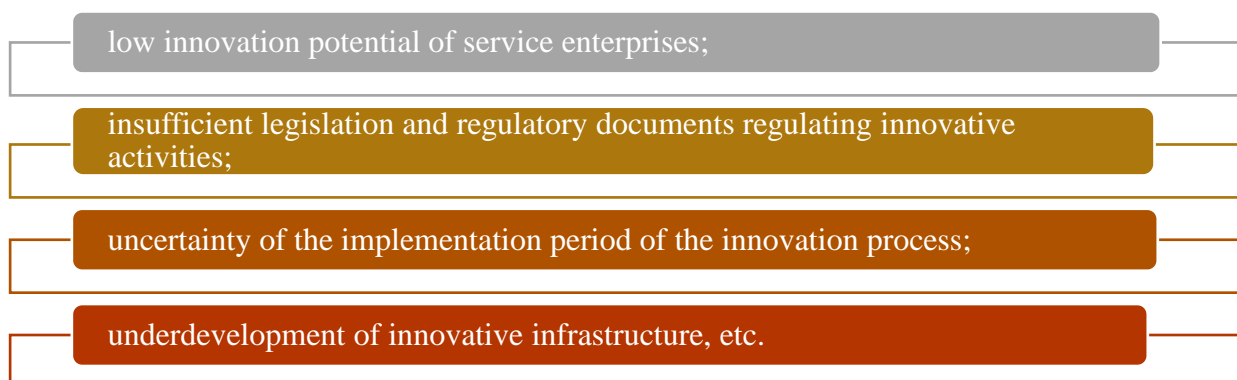 low innovation potential of service enterprises;
insufficient legislation and regulatory documents regulating innovative
activities;
uncertainty of the implementation period of the innovation process;
underdevelopment of innovative infrastructure, etc.